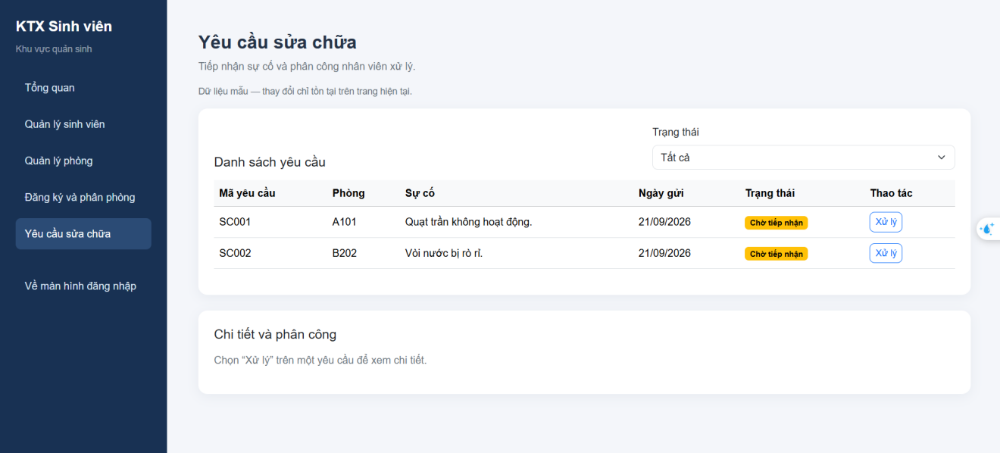 KTX Sinh viên
Khu vực quản sinh
Tổng quan
Quản lý sinh viên
Quản lý phòng
Đăng ký và phân phòng
Yêu cầu sửa chữa
Về màn hình đăng nhập
Yêu cầu sửa chữa
Tiếp nhận sự cố và phân công nhân viên xử lý.
Dữ liệu mẫu — thay đổi chỉ tồn tại trên trang hiện tại.
Trạng thái
Danh sách yêu cầu
Tất cả
Mã yêu cầu Phòng Sự cố Ngày gửi Trạng thái Thao tác
SC001 A101 Quạt trần không hoạt động. 21/09/2026 Chờ tiếp nhận Xử lý
SC002 B202 Vòi nước bị rò rỉ. 21/09/2026 Chờ tiếp nhận Xử lý
Chi tiết và phân công
Chọn “Xử lý” trên một yêu cầu để xem chi tiết.